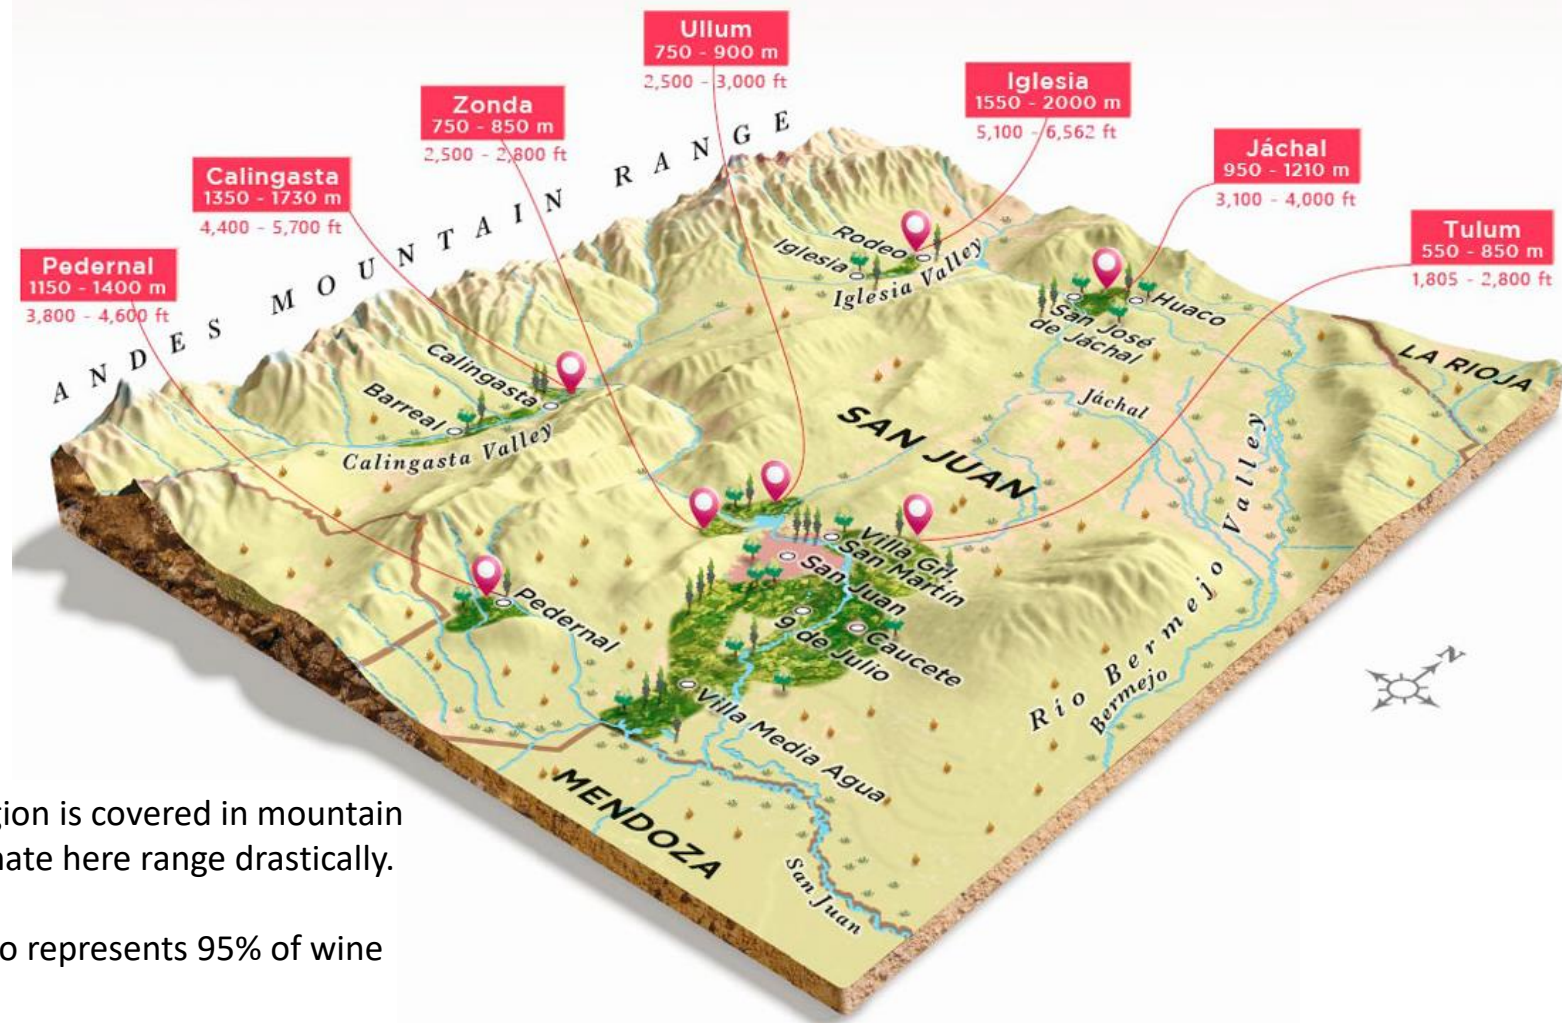 Ullum
750 - 900 m
2,500 - 3,000 ft
Iglesia
1550 - 2000 m
5,100 - 6,562 ft
Zonda
750 - 850 m
2,500 - 2,800 ft
Jáchal
950 - 1210 m
3,100 - 4,000 ft
Calingasta
1350 - 1730 m
4,400 - 5,700 ft
Tulum
550 - 850 m
1,805 - 2,800 ft
Pedernal
1150 - 1400 m
3,800 - 4,600 ft
ANDES MOUNTAIN RANGE
Rodeo
Iglesia
Iglesia Valley
Huaco
San José
de Jáchal
LA RIOJA
Calingasta
Barreal
Calingasta Valley
Jáchal
SAN JUAN
Villa Grl.
San Martín
San Juan
9 de Julio
Caucete
Pedernal
Villa Media Agua
Río Bermejo Valley
Bermejo
N
MENDOZA
San Juan
gion is covered in mountain
nate here range drastically.
o represents 95% of wine